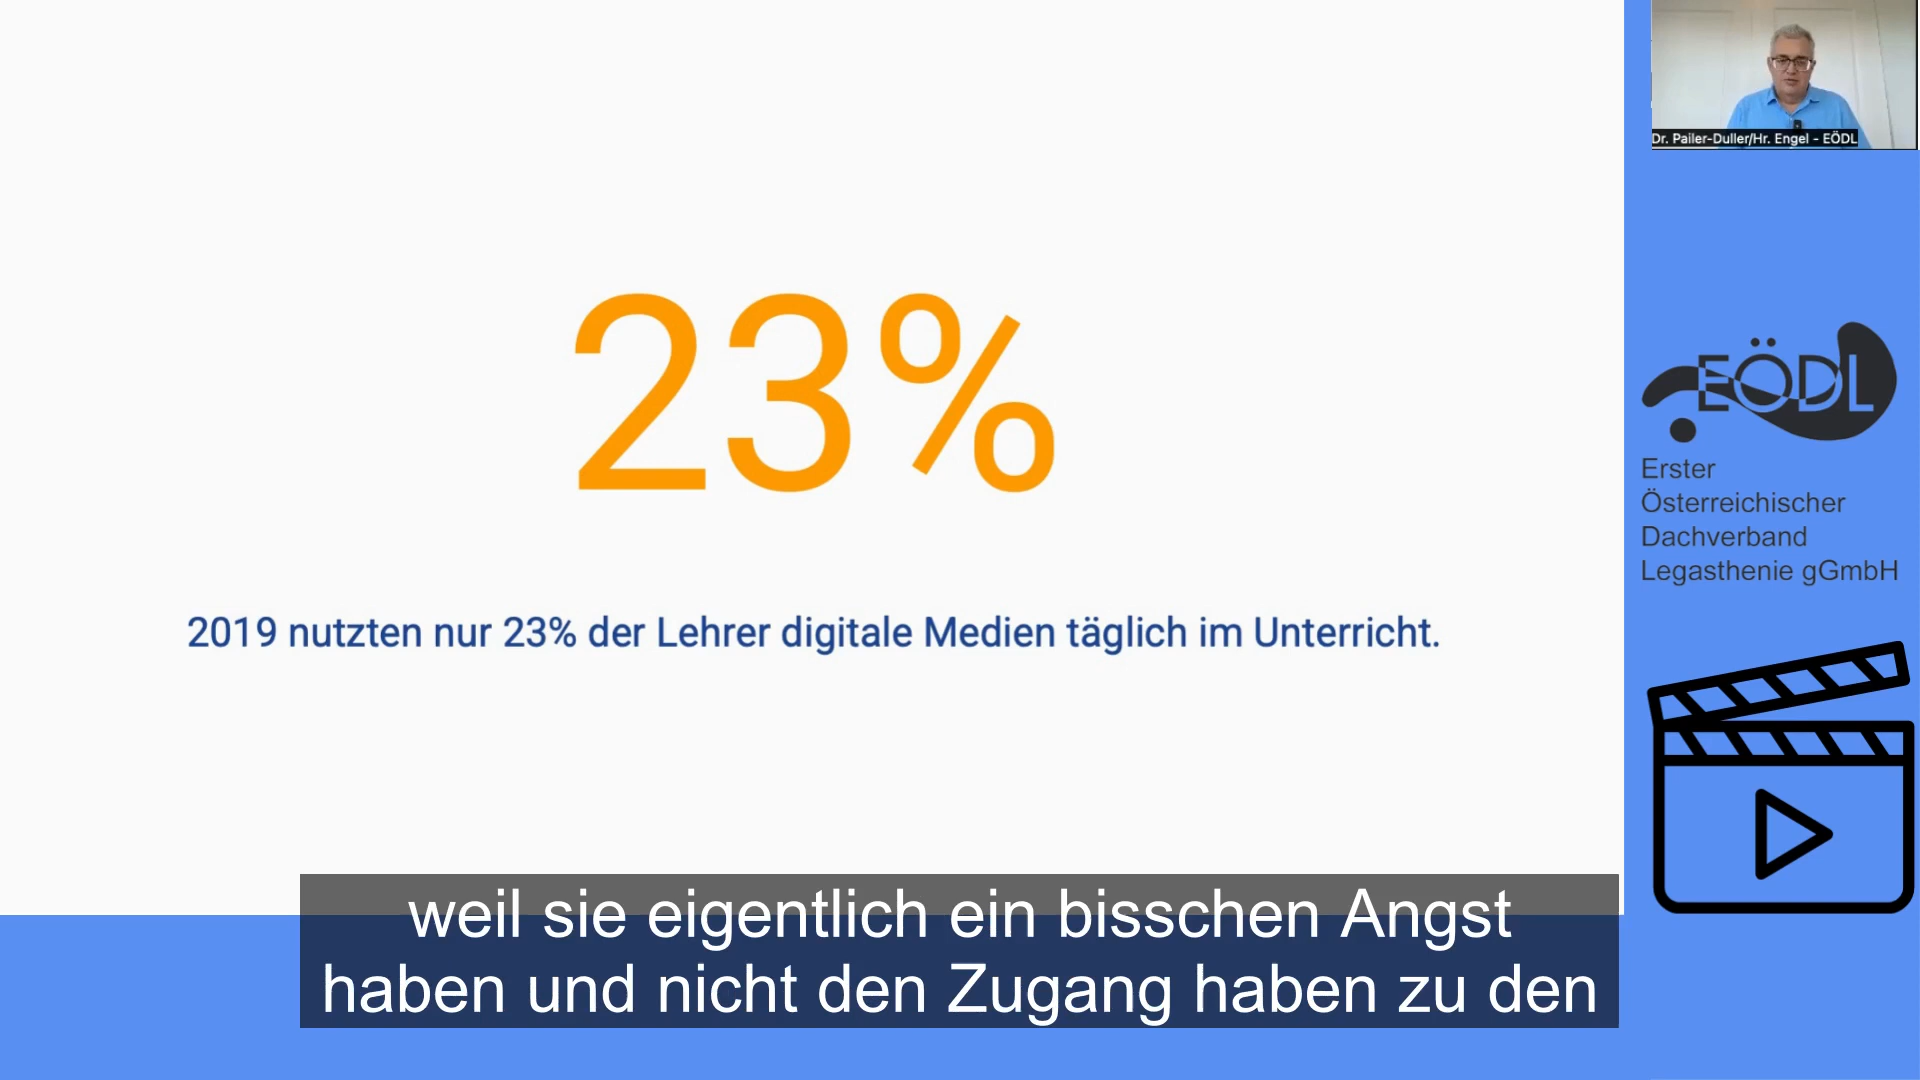 23%
2019 nutzten nur 23% der Lehrer digitale Medien täglich im Unterricht.
Dr. Pailer-Duller/Hr. Engel - EÖDL
EÖDL
Erster
Österreichischer
Dachverband
Legasthenie gGmbH
weil sie eigentlich ein bisschen Angst
haben und nicht den Zugang haben zu den